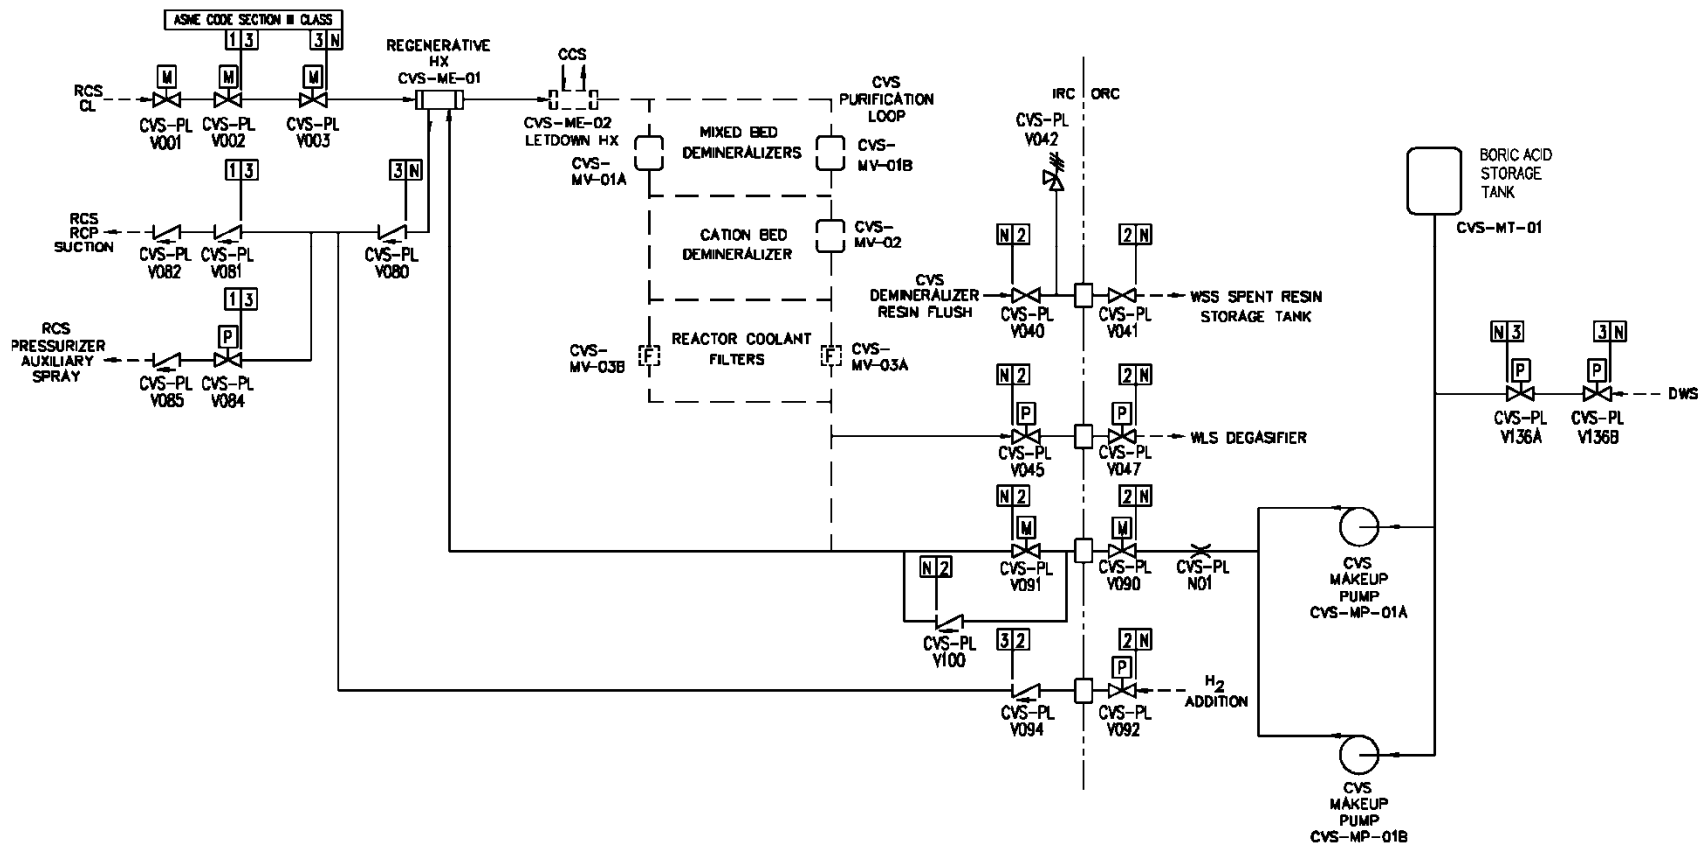 ASME CODE SECTION III CLASS
1 3
3 N
REGENERATIVE
HX
CVS-ME-01
CCS
M
M
M
RCS
CL
CVS-PL
V001
CVS-PL
V002
CVS-PL
V003
CVS-ME-02
LETDOWN HX
CVS
PURIFICATION
LOOP
IRC
ORC
MIXED BED
DEMINERALIZERS
CVS-
MV-01A
CVS-
MV-01B
CVS-PL
V042
BORIC ACID
STORAGE
TANK
CVS-MT-01
1 3
3 N
RCS
RCP
SUCTION
CVS-PL
V082
CVS-PL
V081
CVS-PL
V080
CATION BED
DEMINERALIZER
CVS-
MV-02
N 2
2 N
CVS
DEMINERALIZER
RESIN FLUSH
CVS-PL
V040
CVS-PL
V041
WSS SPENT RESIN
STORAGE TANK
1 3
P
RCS
PRESSURIZER
AUXILIARY
SPRAY
CVS-PL
V085
CVS-PL
V084
REACTOR COOLANT
FILTERS
CVS-
MV-03B
F
F
CVS-
MV-03A
N 3
3 N
P
P
CVS-PL
V136A
CVS-PL
V136B
DWS
N 2
2 N
P
P
CVS-PL
V045
CVS-PL
V047
WLS DEGASIFIER
N 2
2 N
M
M
CVS-PL
V091
CVS-PL
V090
CVS-PL
N01
CVS
MAKEUP
PUMP
CVS-MP-01A
N 2
CVS-PL
V100
3 2
2 N
P
CVS-PL
V094
CVS-PL
V092
H2
ADDITION
CVS
MAKEUP
PUMP
CVS-MP-01B